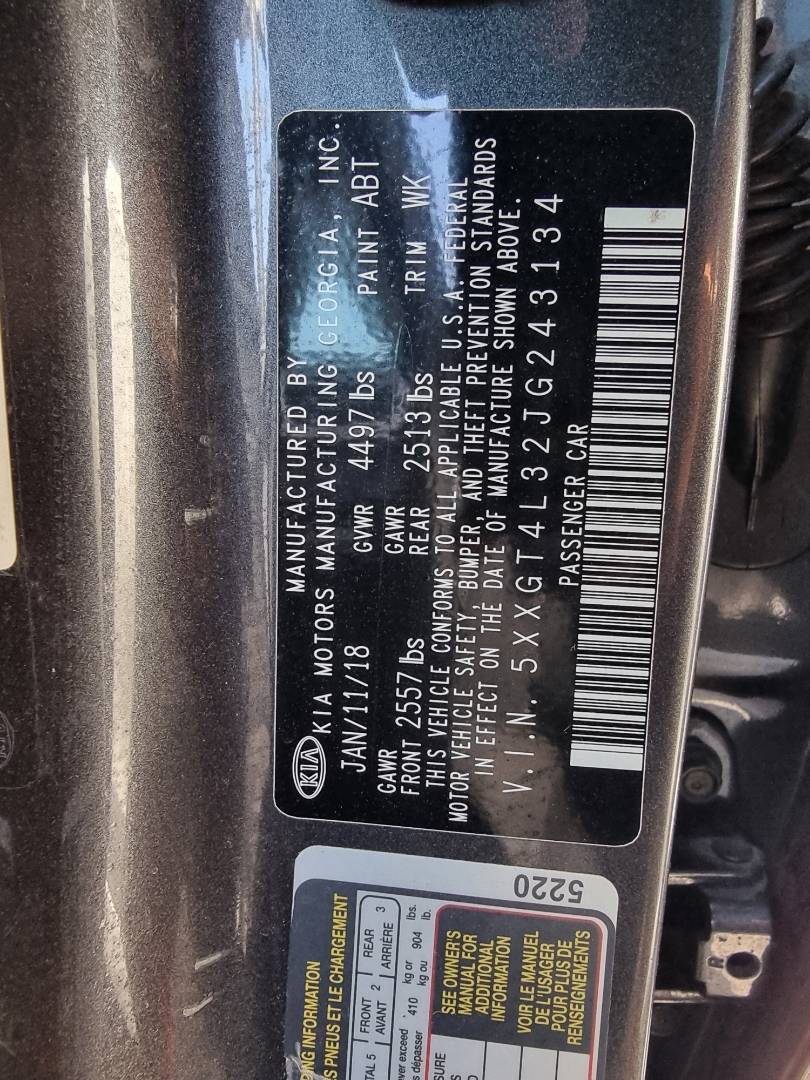 MANUFACTURED BY
KIA KIA MOTORS MANUFACTURING GEORGIA, INC.
JAN/11/18 GVWR 4497 lbs PAINT ABT
GAWR GAWR
FRONT 2557 lbs REAR 2513 lbs TRIM WK
THIS VEHICLE CONFORMS TO ALL APPLICABLE U.S.A. FEDERAL
MOTOR VEHICLE SAFETY, BUMPER, AND THEFT PREVENTION STANDARDS
IN EFFECT ON THE DATE OF MANUFACTURE SHOWN ABOVE.
V.I.N. 5XXGT4L32JG243134
PASSENGER CAR
INFORMATION
PNEUS ET LE CHARGEMENT
5 FRONT 2 REAR 3
AVANT ARRIÈRE
exceed 410 kg or 904 lbs.
dépasser kg ou lb.
SEE OWNER'S
MANUAL FOR
ADDITIONAL
INFORMATION
VOIR LE MANUEL
DE L'USAGER
POUR PLUS DE
RENSEIGNEMENTS
5220